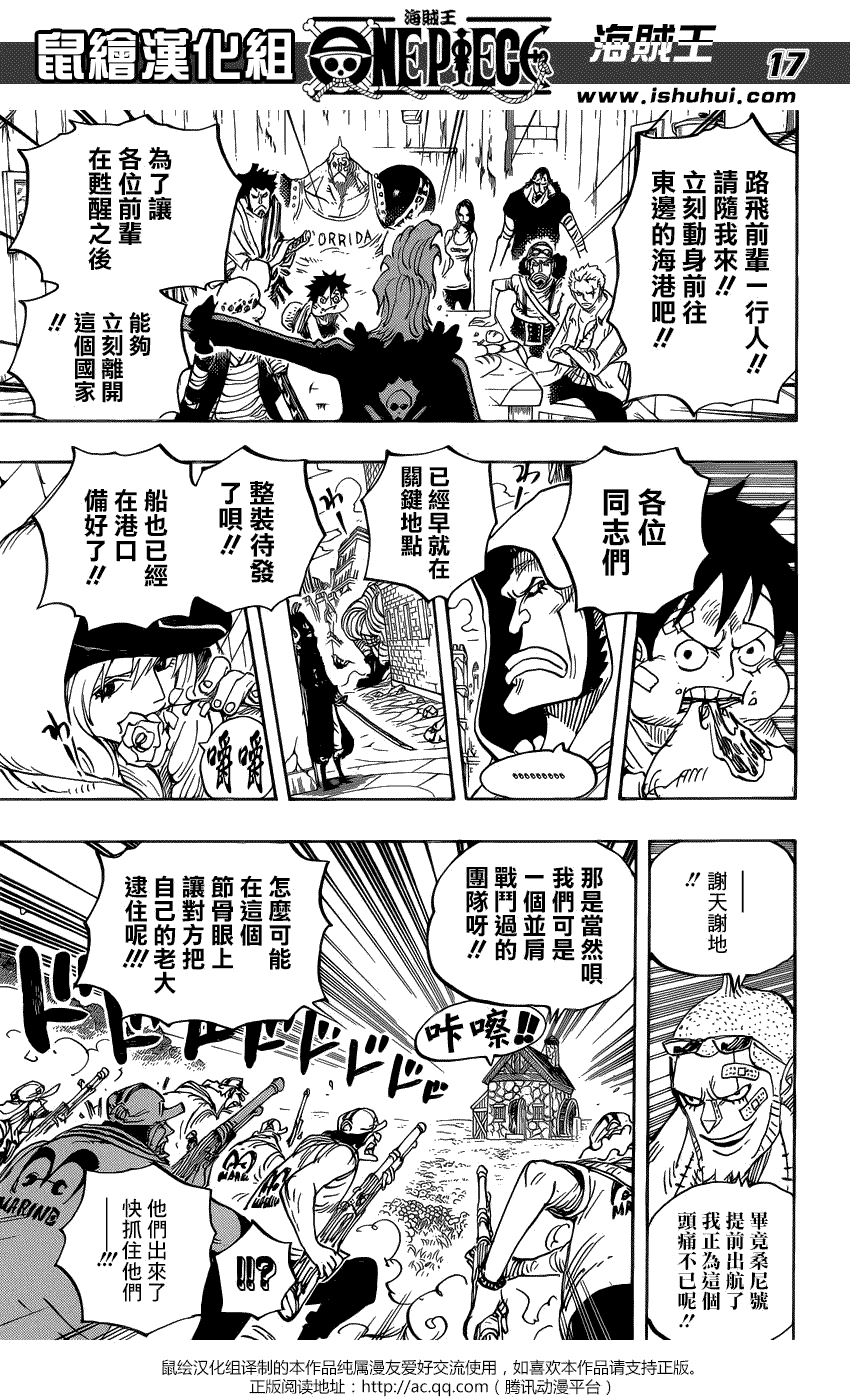 鼠繪漢化組
海賊王
ONE PIECE
海賊王
17
www.ishuhui.com
路飛前輩一行人!!
請隨我來!!
立刻動身前往
東邊的海港吧!!
為了讓
各位前輩
在甦醒之後
能夠
立刻離開
這個國家
!!
CORRIDA
各位
同志們
…………
已經早就在
關鍵地點
整裝待發
了唄!!
船也已經
在港口
備好了!!
嚼
嚼
——
謝天謝地
!!
畢竟桑尼號
提前出航了
我正為這個
頭痛不已呢!!
那是當然唄
我們可是
一個並肩
戰鬥過的
團隊呀!!
怎麼可能
在這個
節骨眼上
讓對方把
自己的老大
逮住呢!!!
咔嚓!!
ドドドドドド
MARINE
!!?
他們出來了
快抓住他們
——!!!
鼠绘汉化组译制的本作品纯属漫友爱好交流使用，如喜欢本作品请支持正版。
正版阅读地址：http://ac.qq.com（腾讯动漫平台）